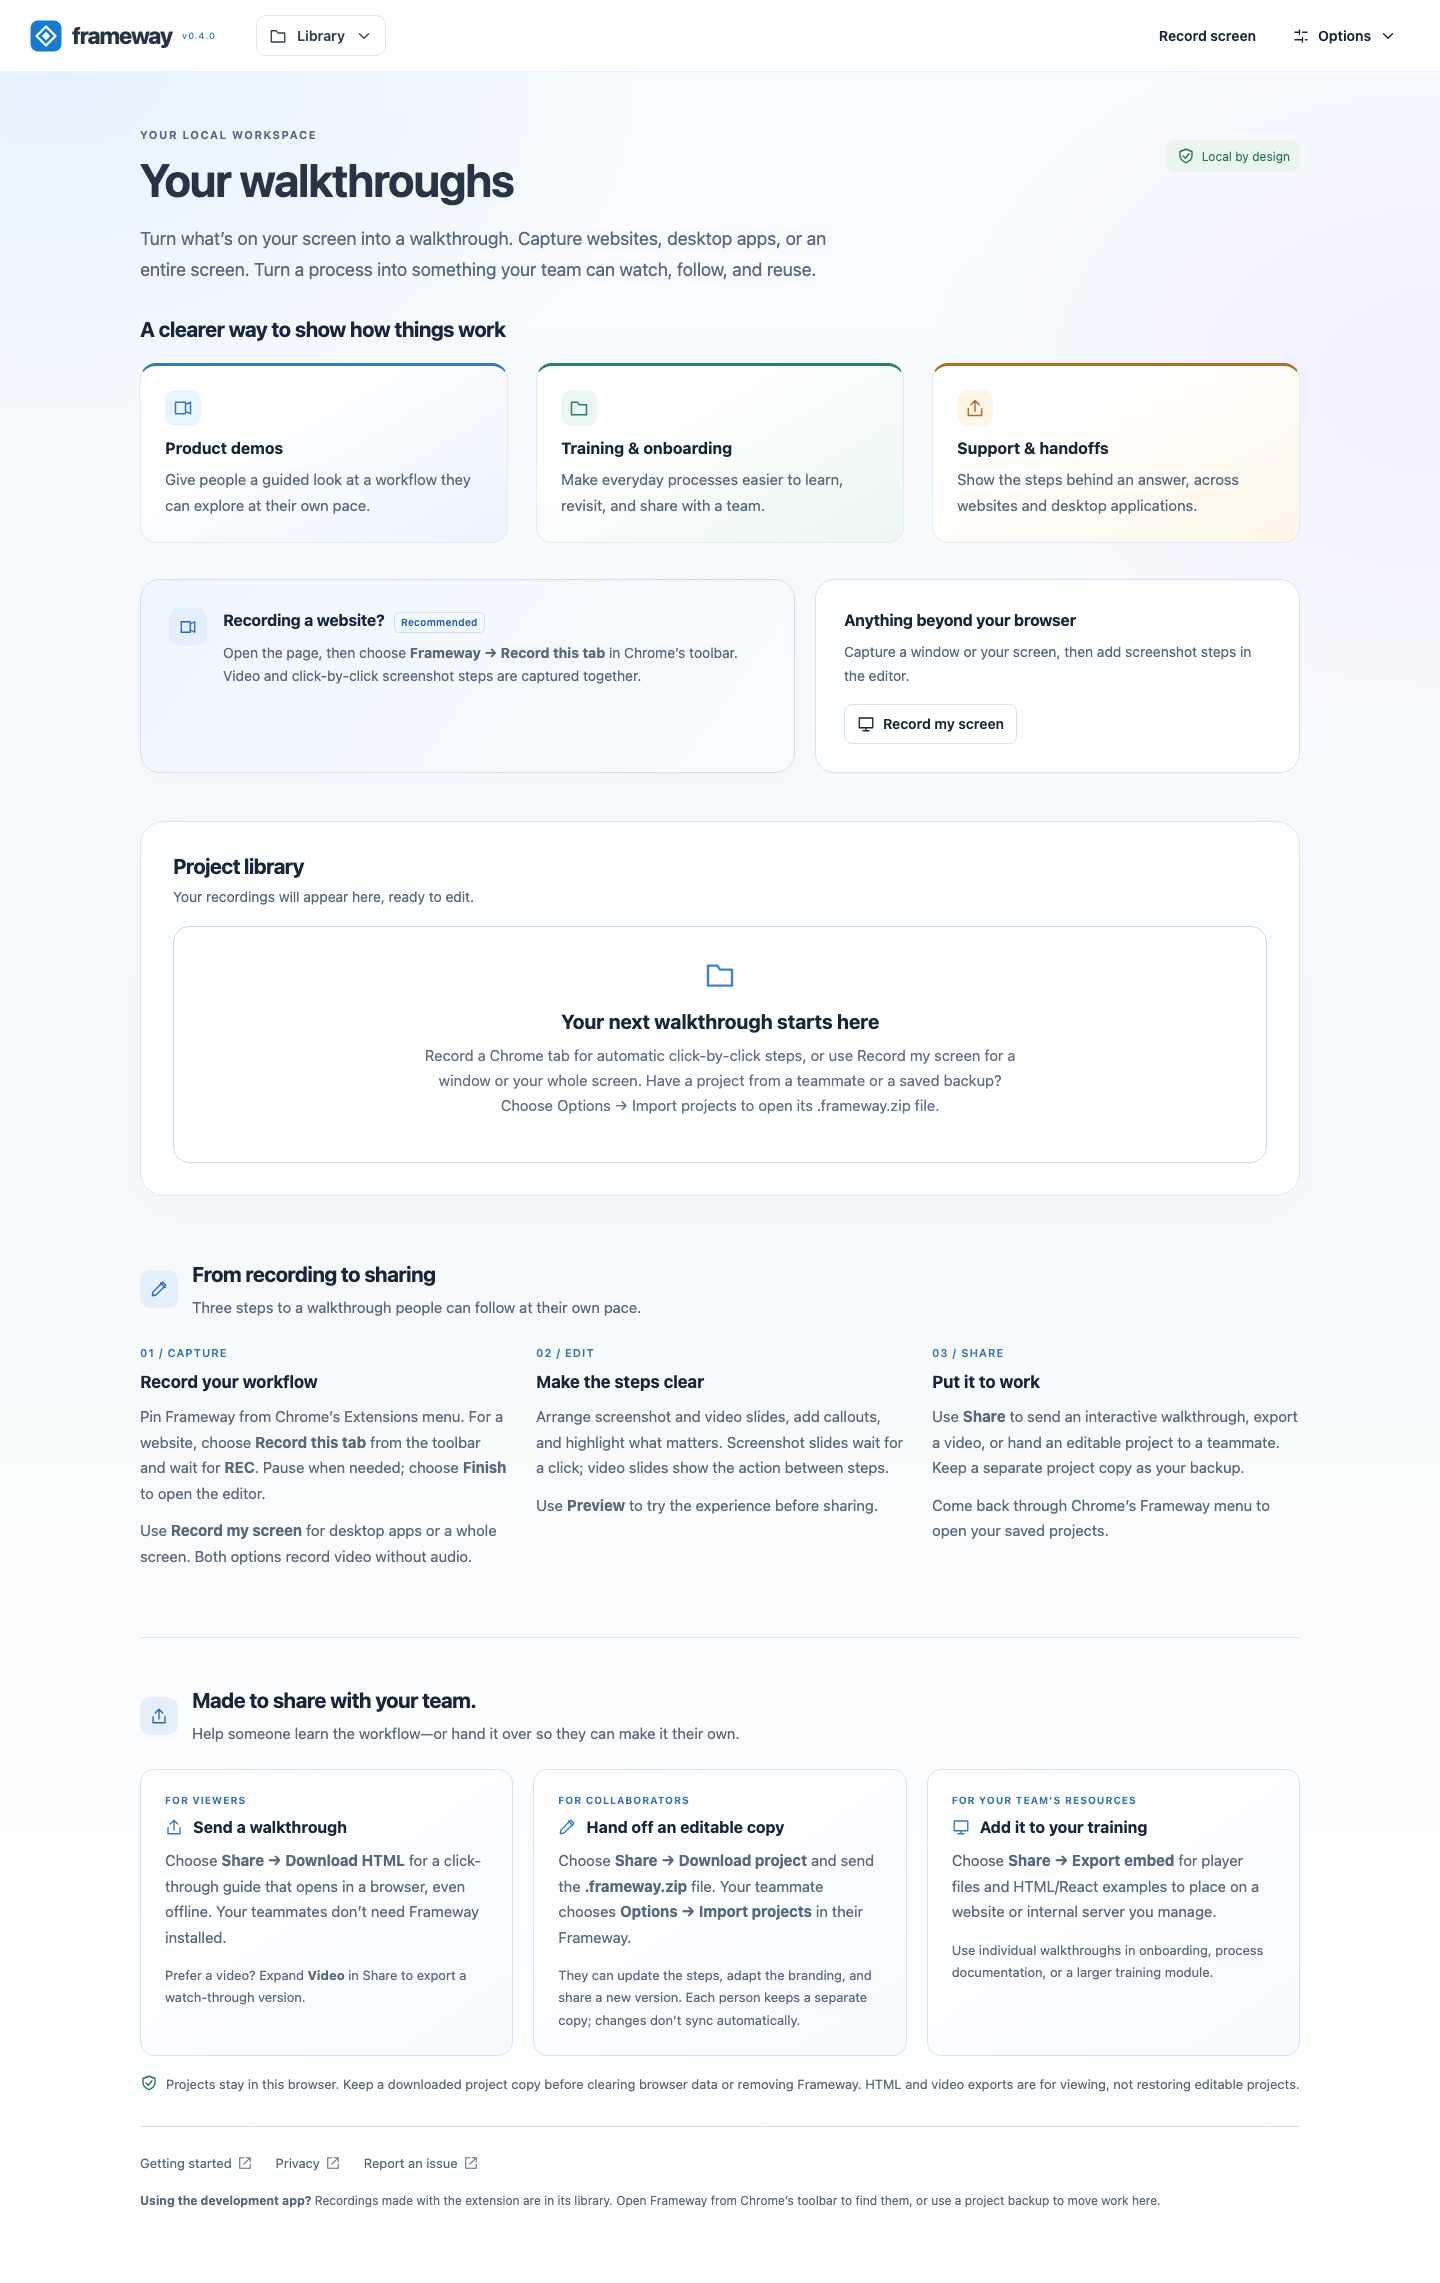 frameway v0.4.0 Library Record screen Options
YOUR LOCAL WORKSPACE
Your walkthroughs
Local by design
Turn what’s on your screen into a walkthrough. Capture websites, desktop apps, or an
entire screen. Turn a process into something your team can watch, follow, and reuse.
A clearer way to show how things work
Product demos
Give people a guided look at a workflow they
can explore at their own pace.
Training & onboarding
Make everyday processes easier to learn,
revisit, and share with a team.
Support & handoffs
Show the steps behind an answer, across
websites and desktop applications.
Recording a website? Recommended
Open the page, then choose Frameway → Record this tab in Chrome’s toolbar.
Video and click-by-click screenshot steps are captured together.
Anything beyond your browser
Capture a window or your screen, then add screenshot steps in
the editor.
Record my screen
Project library
Your recordings will appear here, ready to edit.
Your next walkthrough starts here
Record a Chrome tab for automatic click-by-click steps, or use Record my screen for a
window or your whole screen. Have a project from a teammate or a saved backup?
Choose Options → Import projects to open its .frameway.zip file.
From recording to sharing
Three steps to a walkthrough people can follow at their own pace.
01 / CAPTURE
Record your workflow
Pin Frameway from Chrome’s Extensions menu. For a
website, choose Record this tab from the toolbar
and wait for REC. Pause when needed; choose Finish
to open the editor.
Use Record my screen for desktop apps or a whole
screen. Both options record video without audio.
02 / EDIT
Make the steps clear
Arrange screenshot and video slides, add callouts,
and highlight what matters. Screenshot slides wait for
a click; video slides show the action between steps.
Use Preview to try the experience before sharing.
03 / SHARE
Put it to work
Use Share to send an interactive walkthrough, export
a video, or hand an editable project to a teammate.
Keep a separate project copy as your backup.
Come back through Chrome’s Frameway menu to
open your saved projects.
Made to share with your team.
Help someone learn the workflow—or hand it over so they can make it their own.
FOR VIEWERS
Send a walkthrough
Choose Share → Download HTML for a click-
through guide that opens in a browser, even
offline. Your teammates don’t need Frameway
installed.
Prefer a video? Expand Video in Share to export a
watch-through version.
FOR COLLABORATORS
Hand off an editable copy
Choose Share → Download project and send
the .frameway.zip file. Your teammate
chooses Options → Import projects in their
Frameway.
They can update the steps, adapt the branding, and
share a new version. Each person keeps a separate
copy; changes don’t sync automatically.
FOR YOUR TEAM’S RESOURCES
Add it to your training
Choose Share → Export embed for player
files and HTML/React examples to place on a
website or internal server you manage.
Use individual walkthroughs in onboarding, process
documentation, or a larger training module.
Projects stay in this browser. Keep a downloaded project copy before clearing browser data or removing Frameway. HTML and video exports are for viewing, not restoring editable projects.
Getting started Privacy Report an issue
Using the development app? Recordings made with the extension are in its library. Open Frameway from Chrome’s toolbar to find them, or use a project backup to move work here.